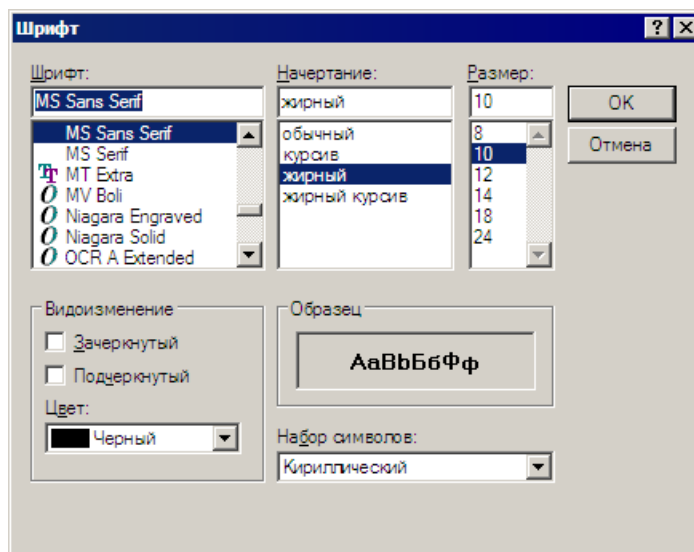 Шрифт
Шрифт:
MS Sans Serif
MS Sans Serif
MS Serif
MT Extra
MV Boli
Niagara Engraved
Niagara Solid
OCR A Extended
Начертание:
жирный
обычный
курсив
жирный
жирный курсив
Размер:
10
8
10
12
14
18
24
OK
Отмена
Видоизменение
Зачеркнутый
Подчеркнутый
Цвет:
Черный
Образец
АаBbБбФф
Набор символов:
Кириллический